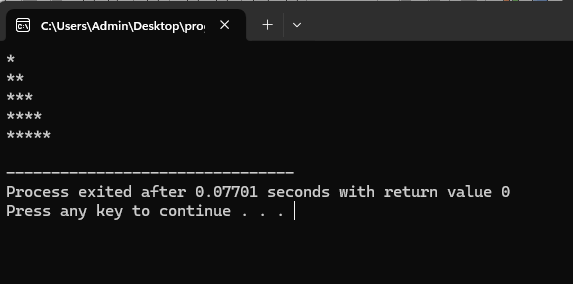 C:\Users\Admin\Desktop\pro
*
**
***
****
*****
--------------------------------
Process exited after 0.07701 seconds with return value 0
Press any key to continue . . .